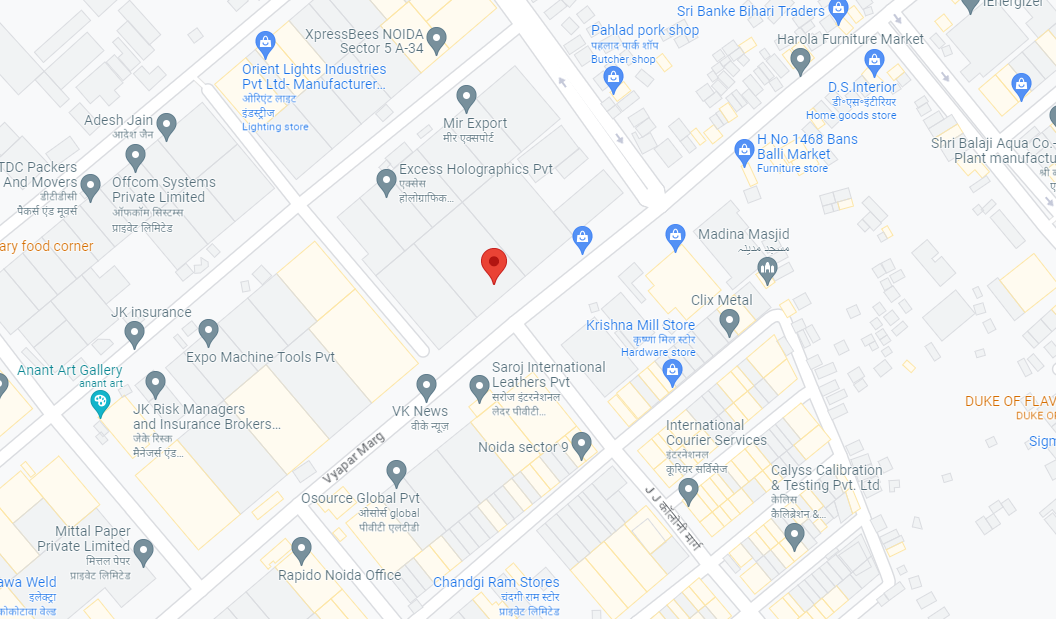 iEnergizer
Sri Banke Bihari Traders
XpressBees NOIDA
Sector 5 A-34
Pahlad pork shop
पहलाद पार्क शॉप
Butcher shop
Harola Furniture Market
Orient Lights Industries
Pvt Ltd- Manufacturer...
ओरिएंट लाइट
इंडस्ट्रीज
Lighting store
D.S.Interior
डी॰एस॰इंटीरियर
Home goods store
Adesh Jain
आदेश जैन
Mir Export
मीर एक्सपोर्ट
H No 1468 Bans
Balli Market
Furniture store
Shri Balaji Aqua Co.-
Plant manufactu
श्री
TDC Packers
And Movers
डीटीडीसी
पैकर्स एंड मूवर्स
Offcom Systems
Private Limited
ऑफकॉम सिस्टम्स
प्राइवेट लिमिटेड
Excess Holographics Pvt
एक्सेस
होलोग्राफिक...
ary food corner
Madina Masjid
مسجد مدینہ
Clix Metal
JK insurance
Expo Machine Tools Pvt
Krishna Mill Store
कृष्णा मिल स्टोर
Hardware store
Anant Art Gallery
anant art
Saroj International
Leathers Pvt
सरोज इंटरनेशनल
लेदर पीवीटी...
JK Risk Managers
and Insurance Brokers...
जेके रिस्क
मैनेजर्स एंड...
VK News
वीके न्यूज
DUKE OF FLAV
DUKE O
Noida sector 9
International
Courier Services
इंटरनेशनल
कूरियर सर्विसेज
Sigm
Vyapar Marg
Calyss Calibration
& Testing Pvt. Ltd
केलिस
कैलिब्रेशन &...
Osource Global Pvt
ओसोर्स global
पीवीटी एलटीडी
J J कॉलोनी मार्ग
Mittal Paper
Private Limited
मित्तल पेपर
प्राइवेट लिमिटेड
Rapido Noida Office
awa Weld
इलेक्ट्रा
कोकोटावा वेल्ड
Chandgi Ram Stores
चंदगी राम स्टोर
प्राइवेट लिमिटेड